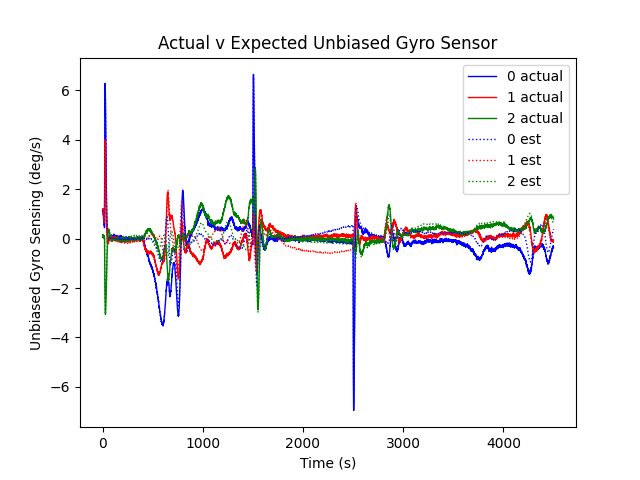 Actual v Expected Unbiased Gyro Sensor
Unbiased Gyro Sensing (deg/s)
6
4
2
0
−2
−4
−6
0 actual
1 actual
2 actual
0 est
1 est
2 est
0 1000 2000 3000 4000
Time (s)